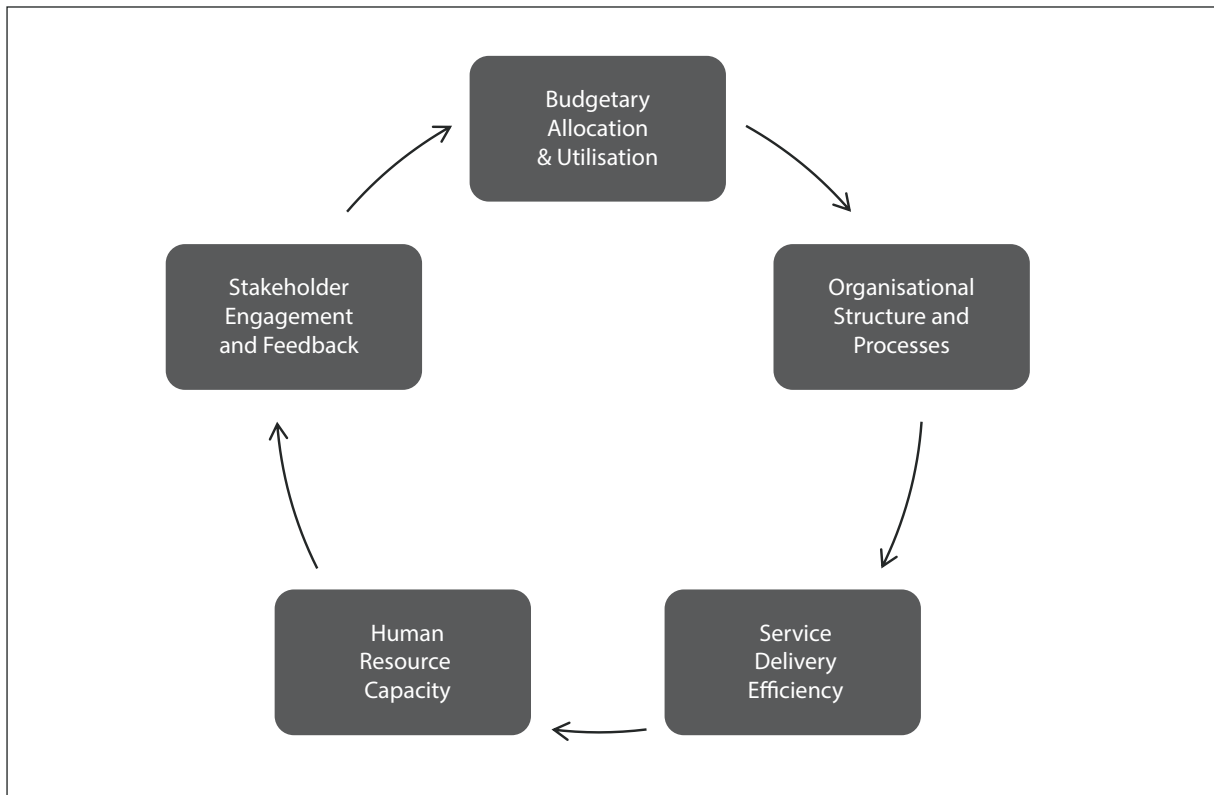 Budgetary
Allocation
& Utilisation
Organisational
Structure and
Processes
Service
Delivery
Efficiency
Human
Resource
Capacity
Stakeholder
Engagement
and Feedback